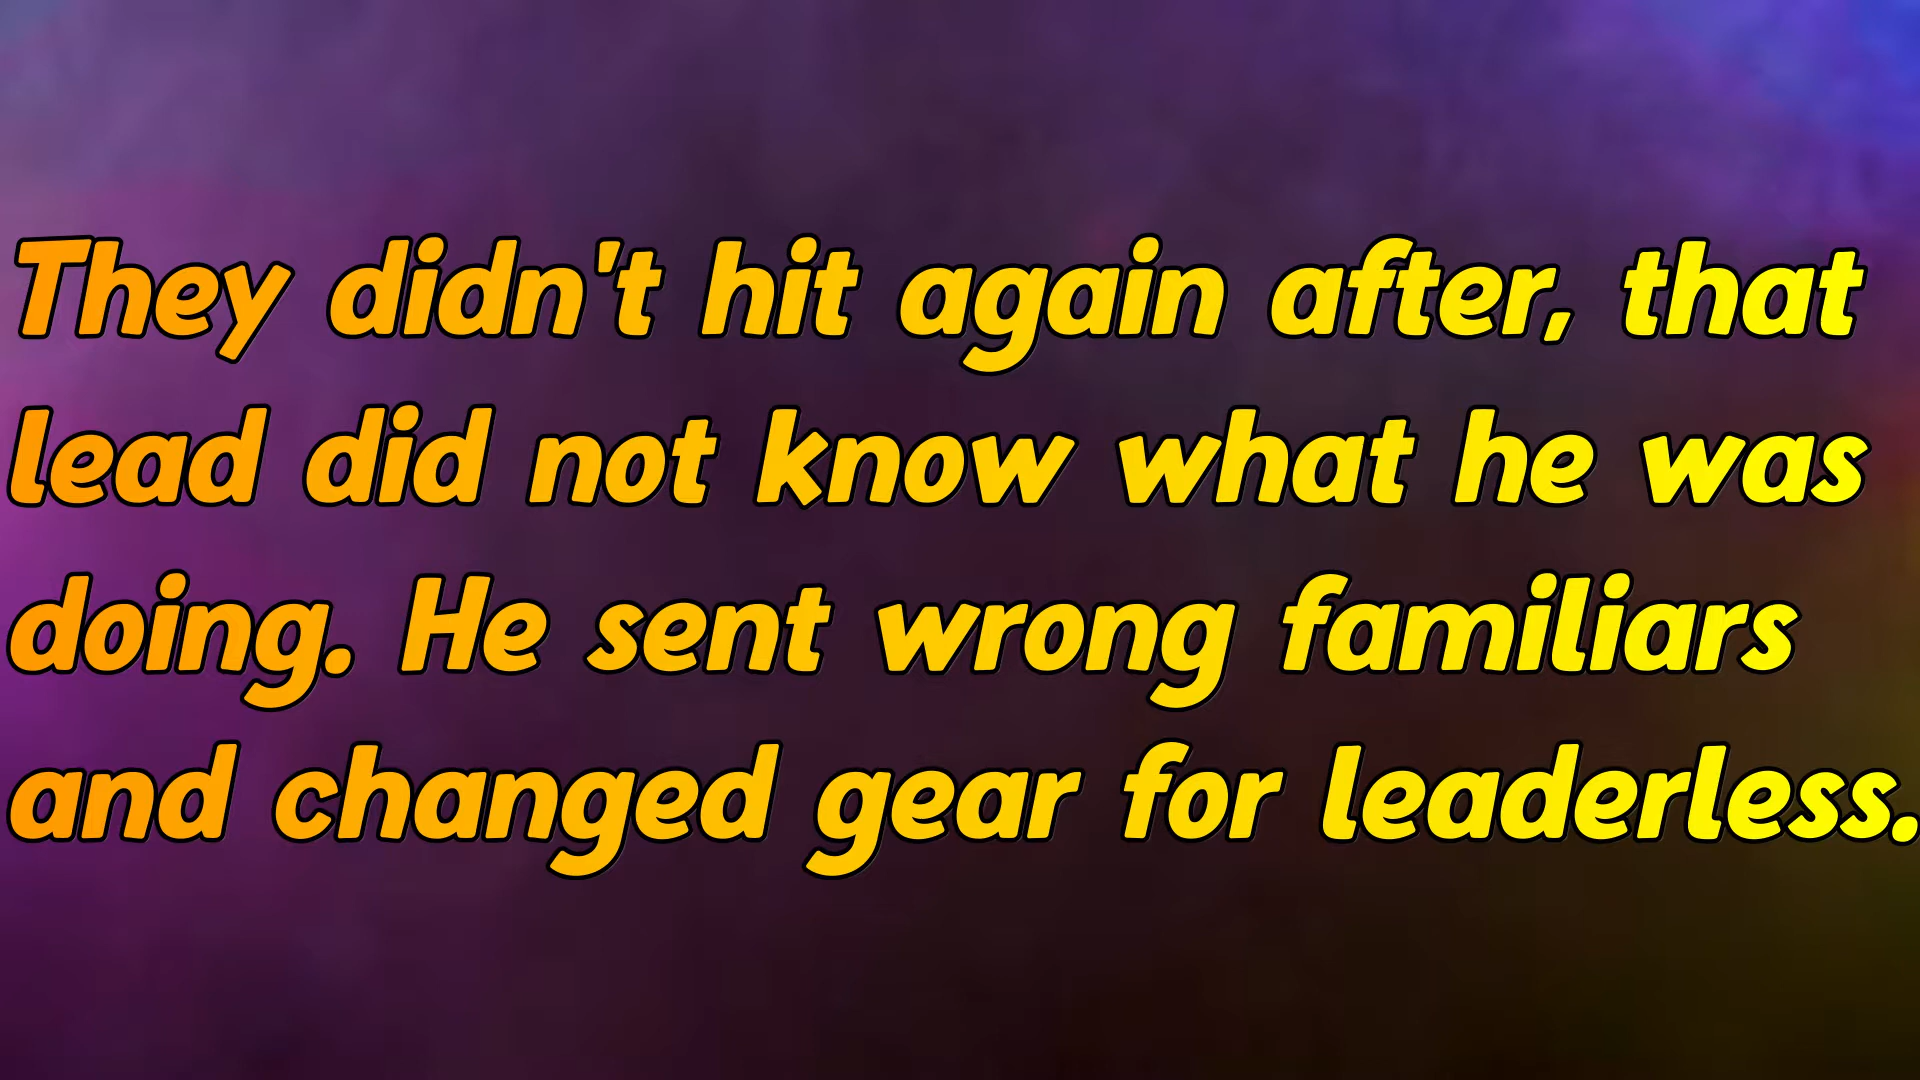 They didn't hit again after, that
lead did not know what he was
doing. He sent wrong familiars
and changed gear for leaderless.